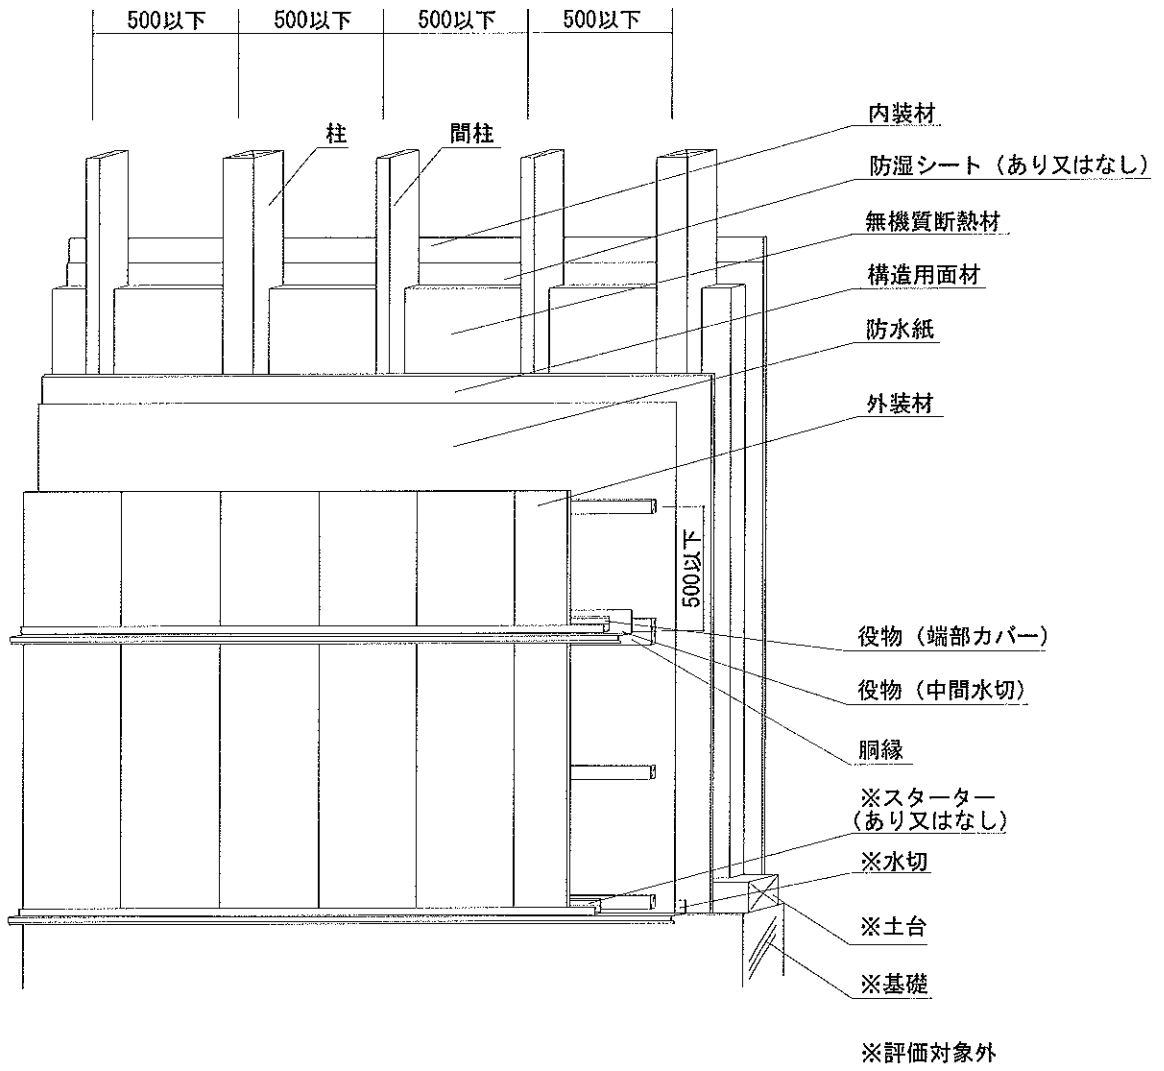 500以下
500以下
500以下
500以下
柱
間柱
内装材
防湿シート（あり又はなし）
無機質断熱材
構造用面材
防水紙
外装材
500以下
役物（端部カバー）
役物（中間水切）
胴縁
※スターター
（あり又はなし）
※水切
※土台
※基礎
※評価対象外